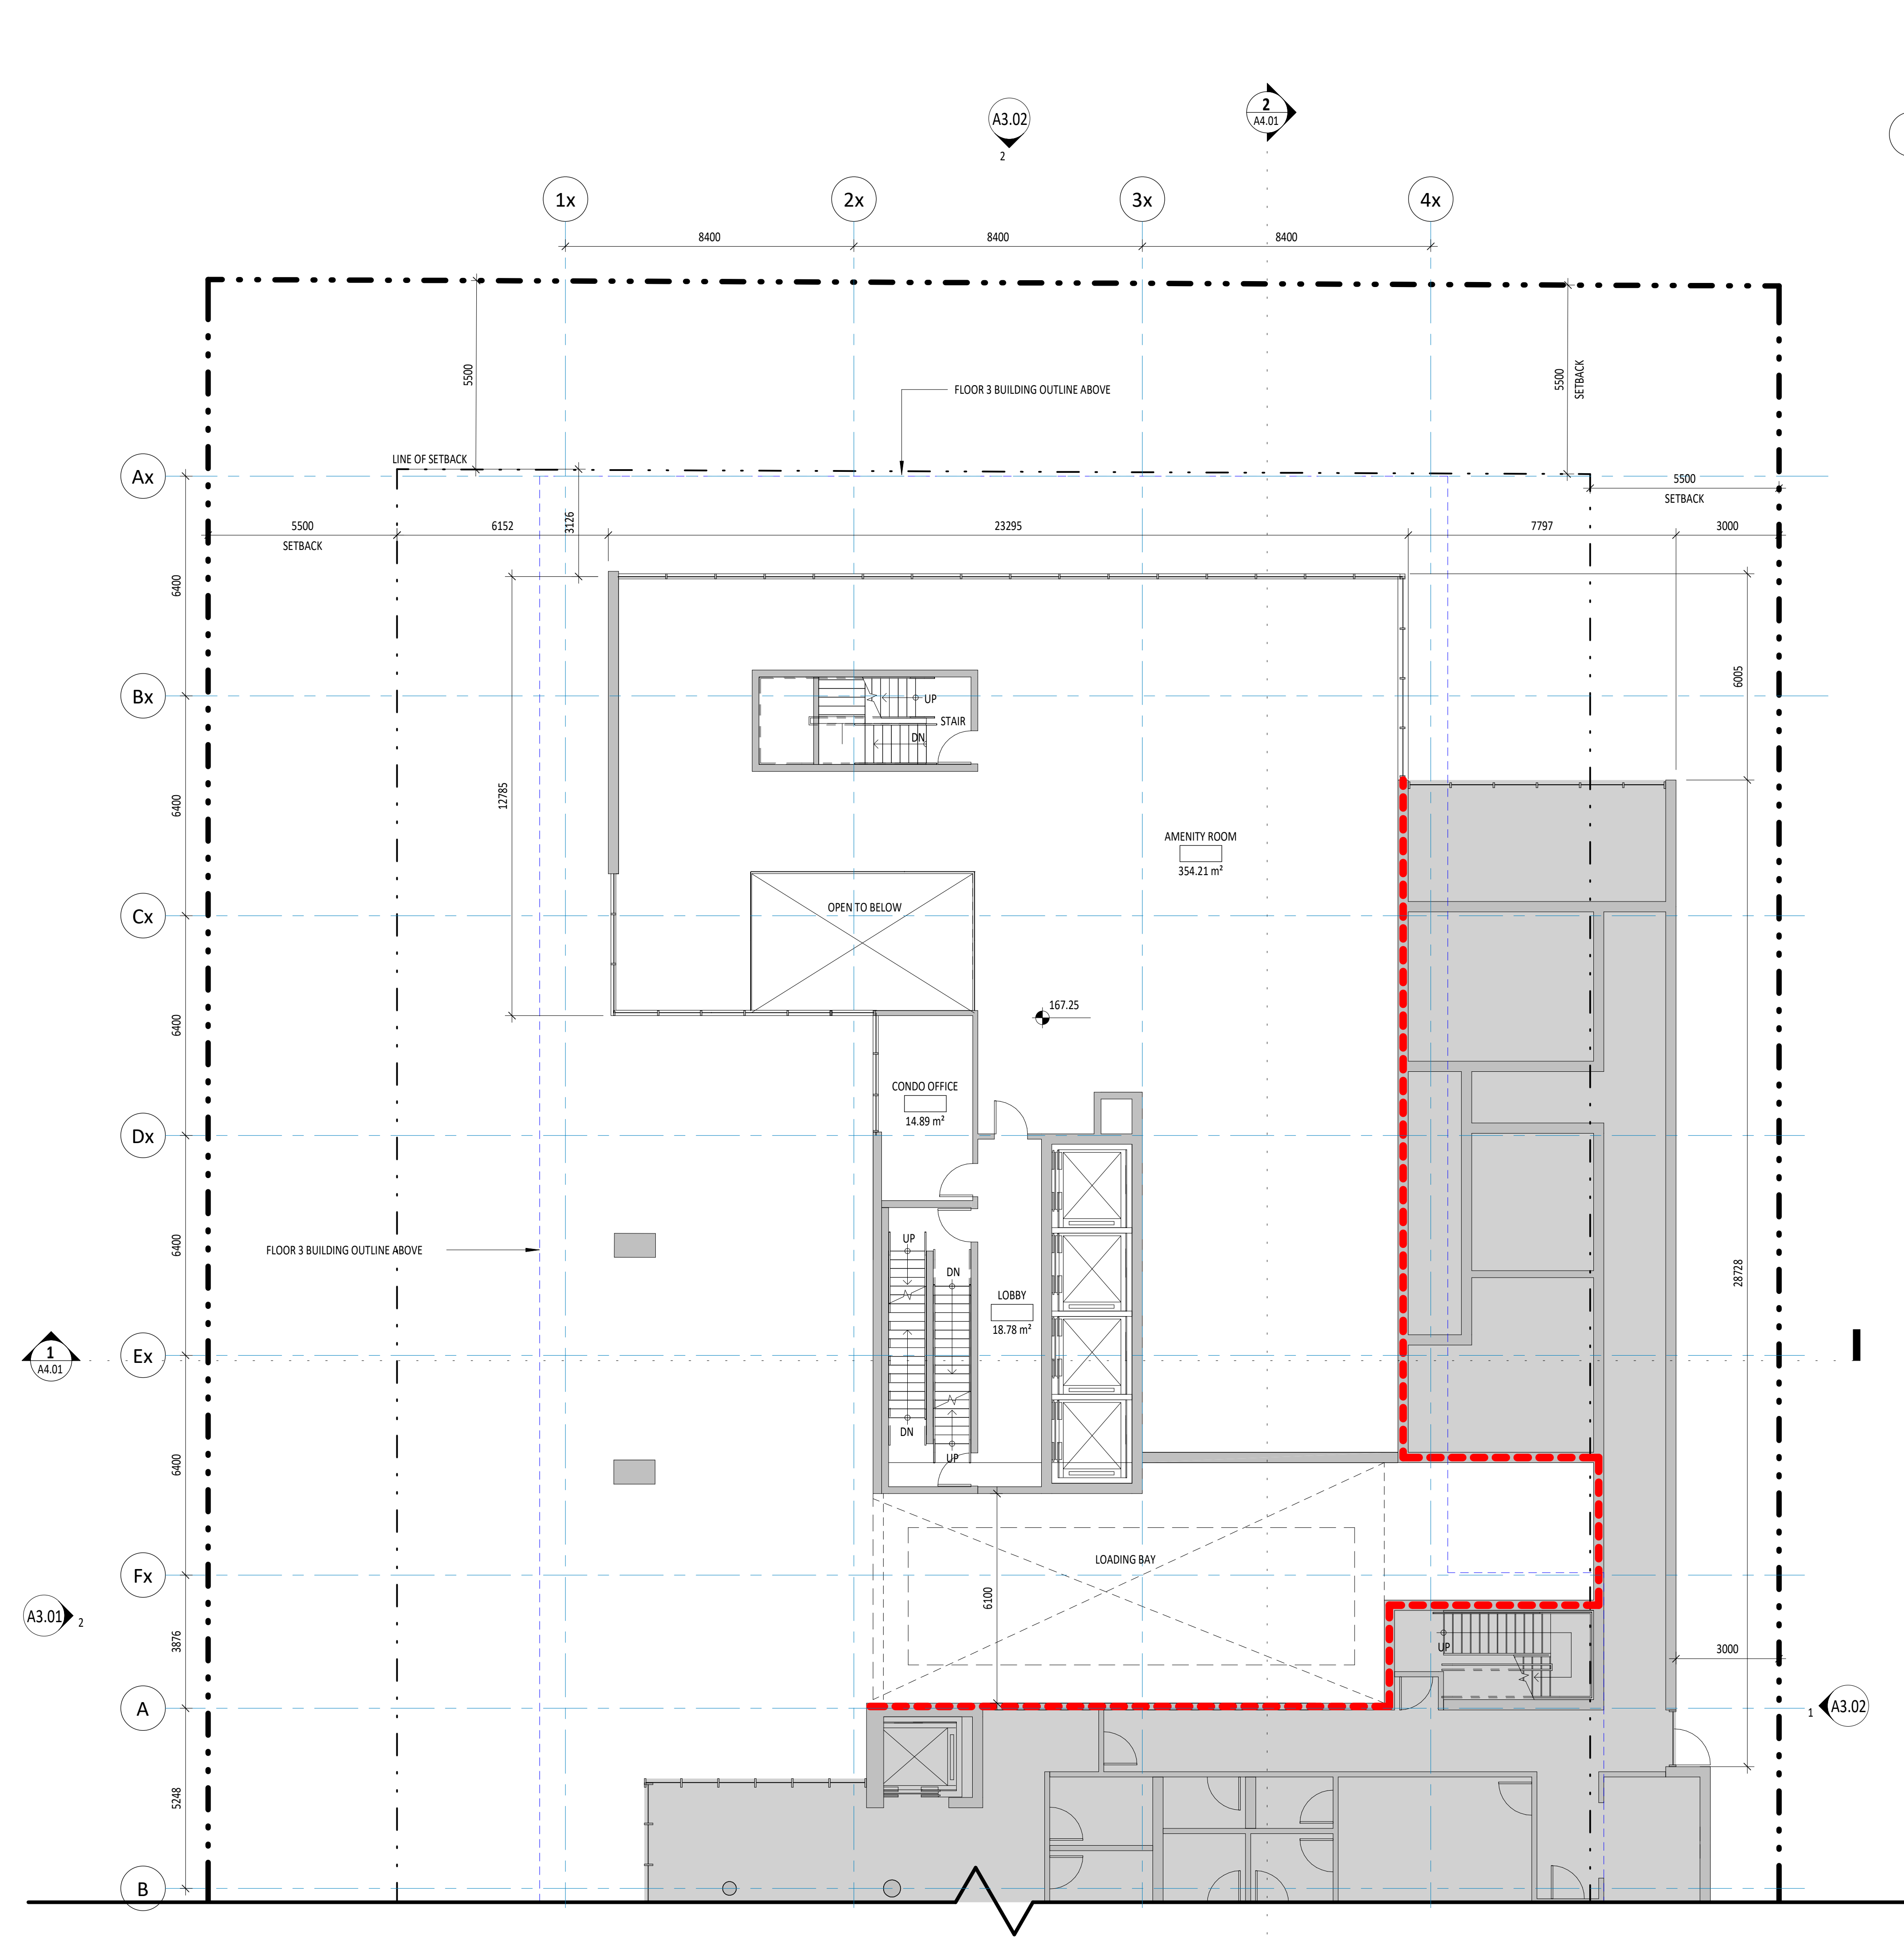 2
A4.01
A3.02
2
1x
2x
3x
4x
8400
8400
8400
5500
5500
SETBACK
FLOOR 3 BUILDING OUTLINE ABOVE
LINE OF SETBACK
Ax
5500
SETBACK
5500
SETBACK
6152
3126
23295
7797
3000
6400
Bx
UP
STAIR
DN
6005
12785
6400
AMENITY ROOM
354.21 m²
Cx
OPEN TO BELOW
167.25
6400
CONDO OFFICE
14.89 m²
Dx
6400
FLOOR 3 BUILDING OUTLINE ABOVE
UP
DN
LOBBY
18.78 m²
28728
1
A4.01
Ex
DN
UP
6400
LOADING BAY
Fx
6100
A3.01
2
3876
UP
3000
A
1
A3.02
5248
B